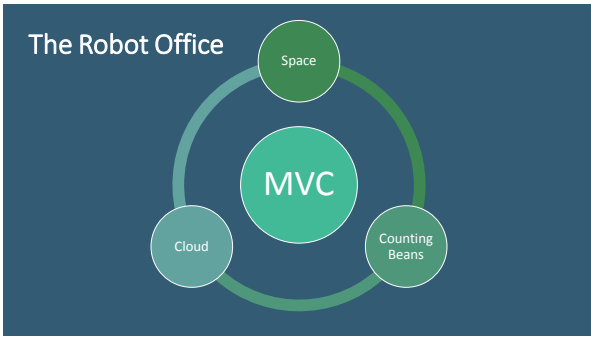 The Robot Office
Space
MVC
Cloud
Counting
Beans